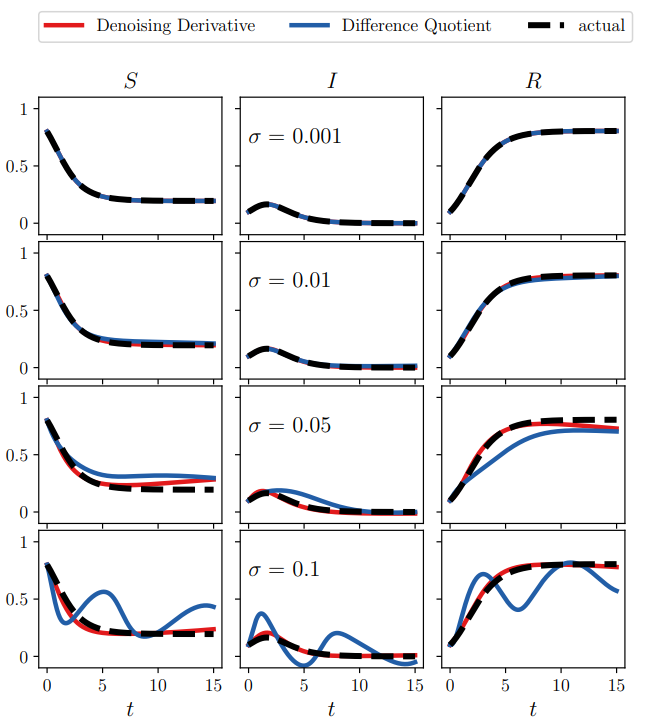 Denoising Derivative Difference Quotient actual
S I R
1
0.5
0
σ = 0.001
1
0.5
0
σ = 0.01
1
0.5
0
σ = 0.05
1
0.5
0
σ = 0.1
0 5 10 15 0 5 10 15 0 5 10 15
t t t